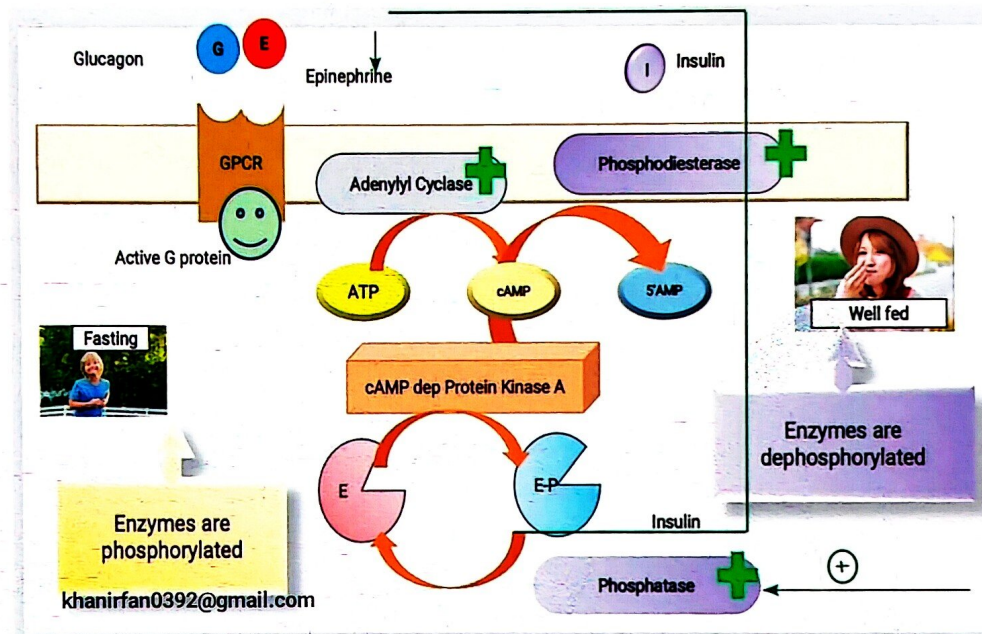 Glucagon
G
E
Epinephrine
I
Insulin
GPCR
Adenylyl Cyclase
Phosphodiesterase
Active G protein
ATP
cAMP
5'AMP
Fasting
Well fed
cAMP dep Protein Kinase A
Enzymes are
dephosphorylated
E
E-P
Insulin
Enzymes are
phosphorylated
Phosphatase
+
khanirfan0392@gmail.com